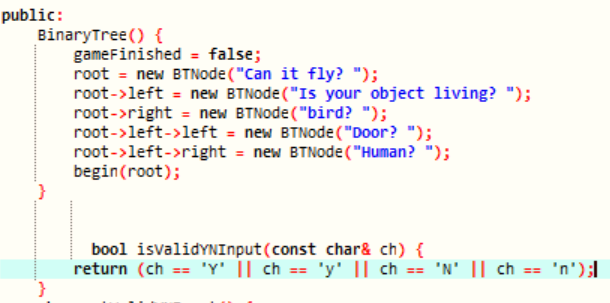 public:
BinaryTree() {
gameFinished = false;
root = new BTNode("Can it fly? ");
root->left = new BTNode("Is your object living? ");
root->right = new BTNode("bird? ");
root->left->left = new BTNode("Door? ");
root->left->right = new BTNode("Human? ");
begin(root);
}
bool isValidYNInput(const char& ch) {
return (ch == 'Y' || ch == 'y' || ch == 'N' || ch == 'n');
}